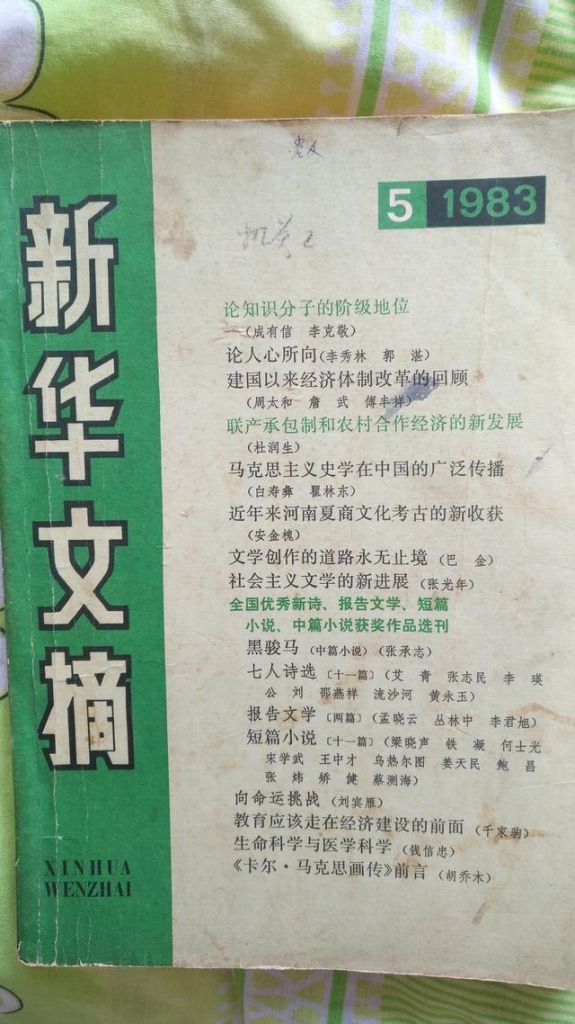 新华文摘
XINHUA
WENZHAI
5 1983
论知识分子的阶级地位
—(成有信 李克敬)
论人心所向(李秀林 郭 湛)
建国以来经济体制改革的回顾
(周太和 詹 武 傅丰祥)
联产承包制和农村合作经济的新发展
(杜润生)
马克思主义史学在中国的广泛传播
(白寿彝 瞿林东)
近年来河南夏商文化考古的新收获
(安金槐)
文学创作的道路永无止境 (巴 金)
社会主义文学的新进展 (张光年)
全国优秀新诗、报告文学、短篇
小说、中篇小说获奖作品选刊
黑骏马 (中篇小说) (张承志)
七人诗选〔十一篇〕(艾 青 张志民 李 瑛
公 刘 邵燕祥 流沙河 黄永玉)
报告文学〔两篇〕(孟晓云 丛林中 李君旭)
短篇小说〔十一篇〕(梁晓声 铁 凝 何士光
宋学武 王中才 乌热尔图 姜天民 鲍 昌
张 炜 矫 健 蔡测海)
向命运挑战 (刘宾雁)
教育应该走在经济建设的前面 (千家驹)
生命科学与医学科学 (钱信忠)
《卡尔·马克思画传》前言 (胡乔木)